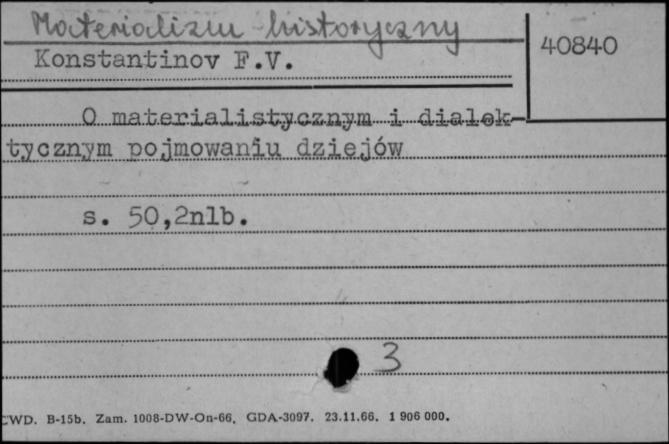 Materializm historyczny
40840
Konstantinov F.V.
O materialistycznym i dialek-
tycznym pojmowaniu dziejów
s. 50,2nlb.
3
CWD. B-15b. Zam. 1008-DW-On-66. GDA-3097. 23.11.66. 1 906 000.